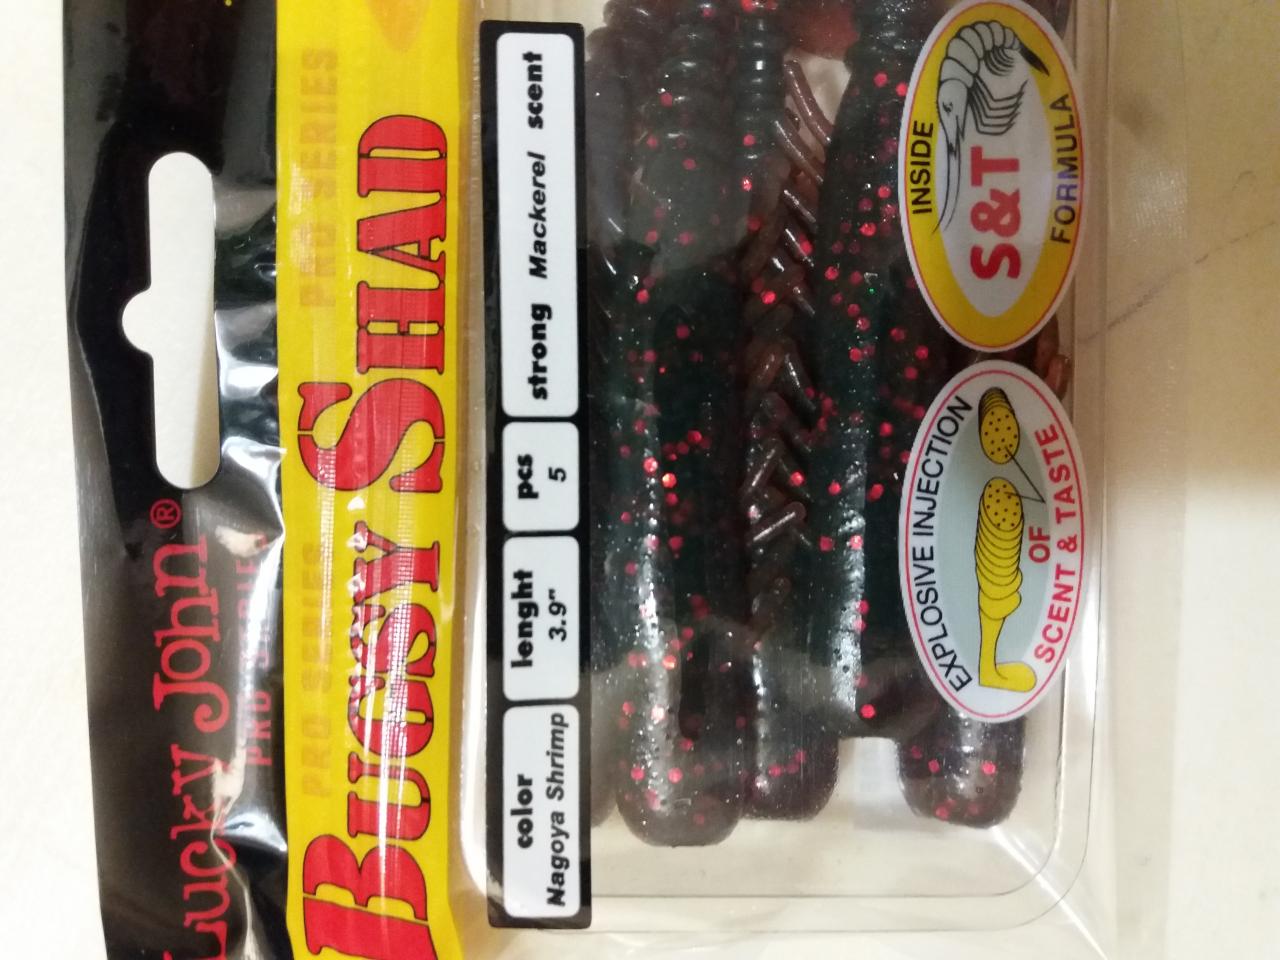 Lucky John®
PRO SERIES
PRO SERIES PRO SERIES
BUGSY SHAD
color
Nagoya Shrimp
lenght
3.9"
pcs
5
strong Mackerel scent
INSIDE
S&T
FORMULA
EXPLOSIVE INJECTION
OF
SCENT & TASTE